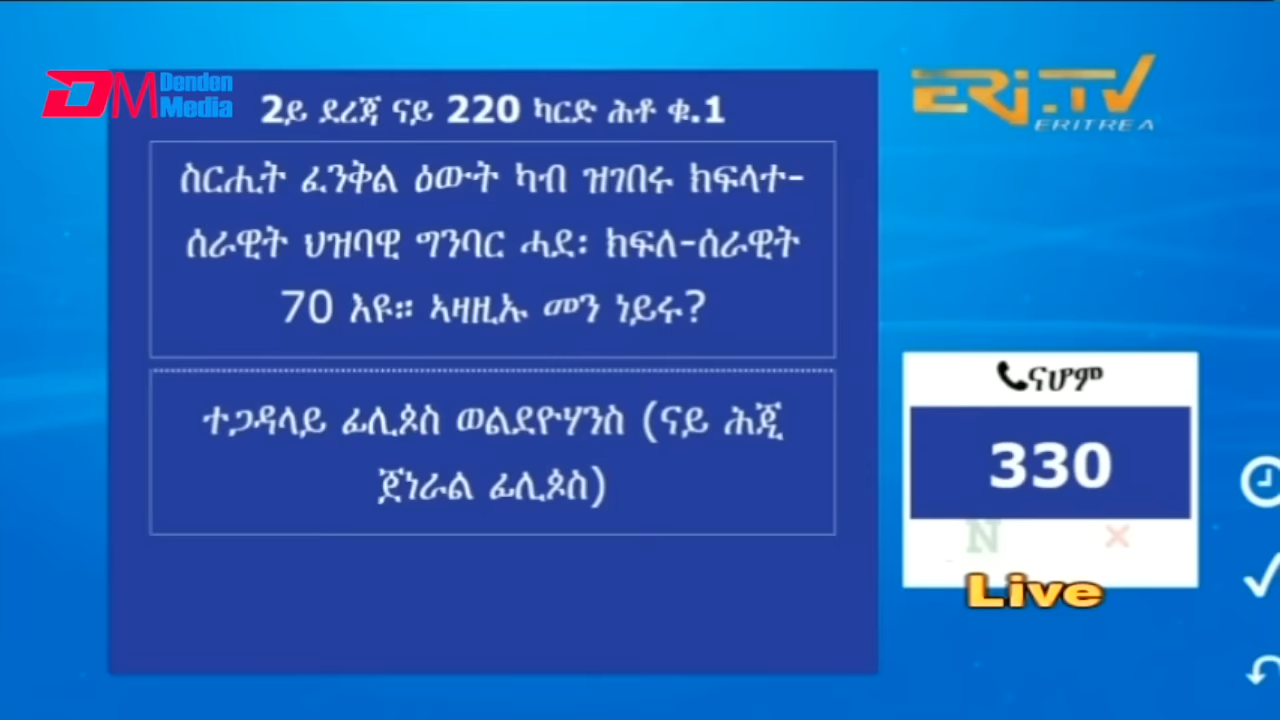 DM Denden Media
ERi.TV
ERITREA
2ይ ደረጃ ናይ 220 ካርድ ሕቶ ቁ.1
ስርሒት ፈንቅል ዕውት ካብ ዝገበሩ ክፍላተ-
ሰራዊት ህዝባዊ ግንባር ሓደ፡ ክፍለ-ሰራዊት
70 እዩ። ኣዛዚኡ መን ነይሩ?
ተጋዳላይ ፊሊጶስ ወልደዮሃንስ (ናይ ሕጂ
ጀነራል ፊሊጶስ)
ናሆም
330
N ×
Live